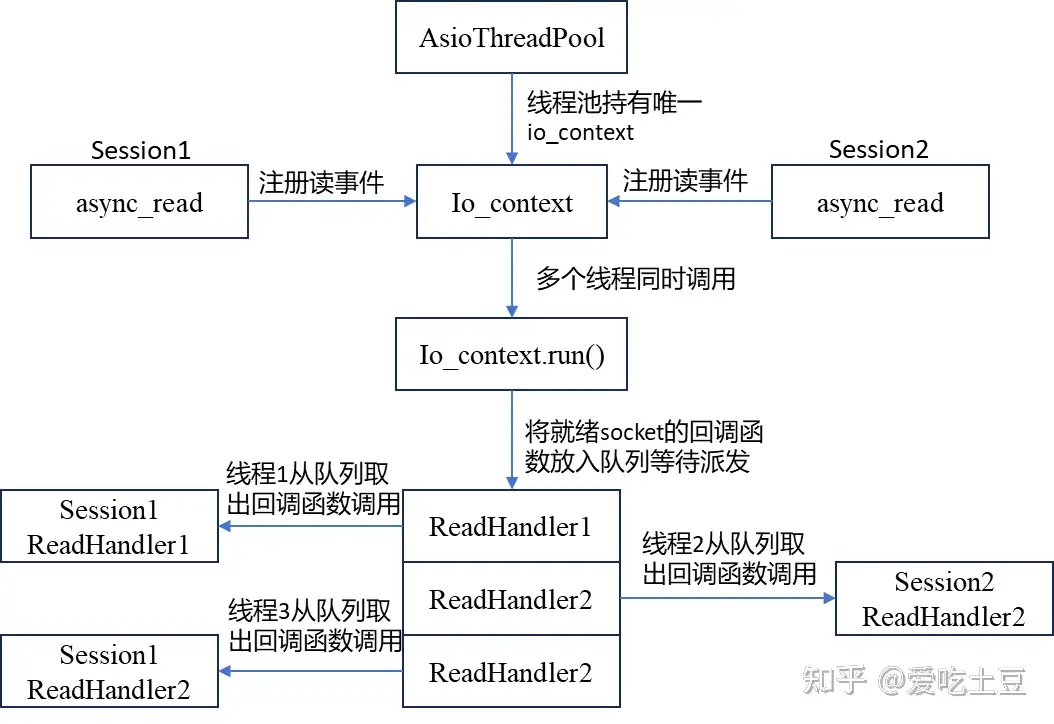 AsioThreadPool
线程池持有唯一
io_context
Session1
async_read
注册读事件
Io_context
注册读事件
Session2
async_read
多个线程同时调用
Io_context.run()
将就绪socket的回调函
数放入队列等待派发
线程1从队列取
出回调函数调用
Session1
ReadHandler1
ReadHandler1
线程2从队列取
出回调函数调用
ReadHandler2
Session2
ReadHandler2
线程3从队列取
出回调函数调用
Session1
ReadHandler2
ReadHandler2
知乎 @爱吃土豆